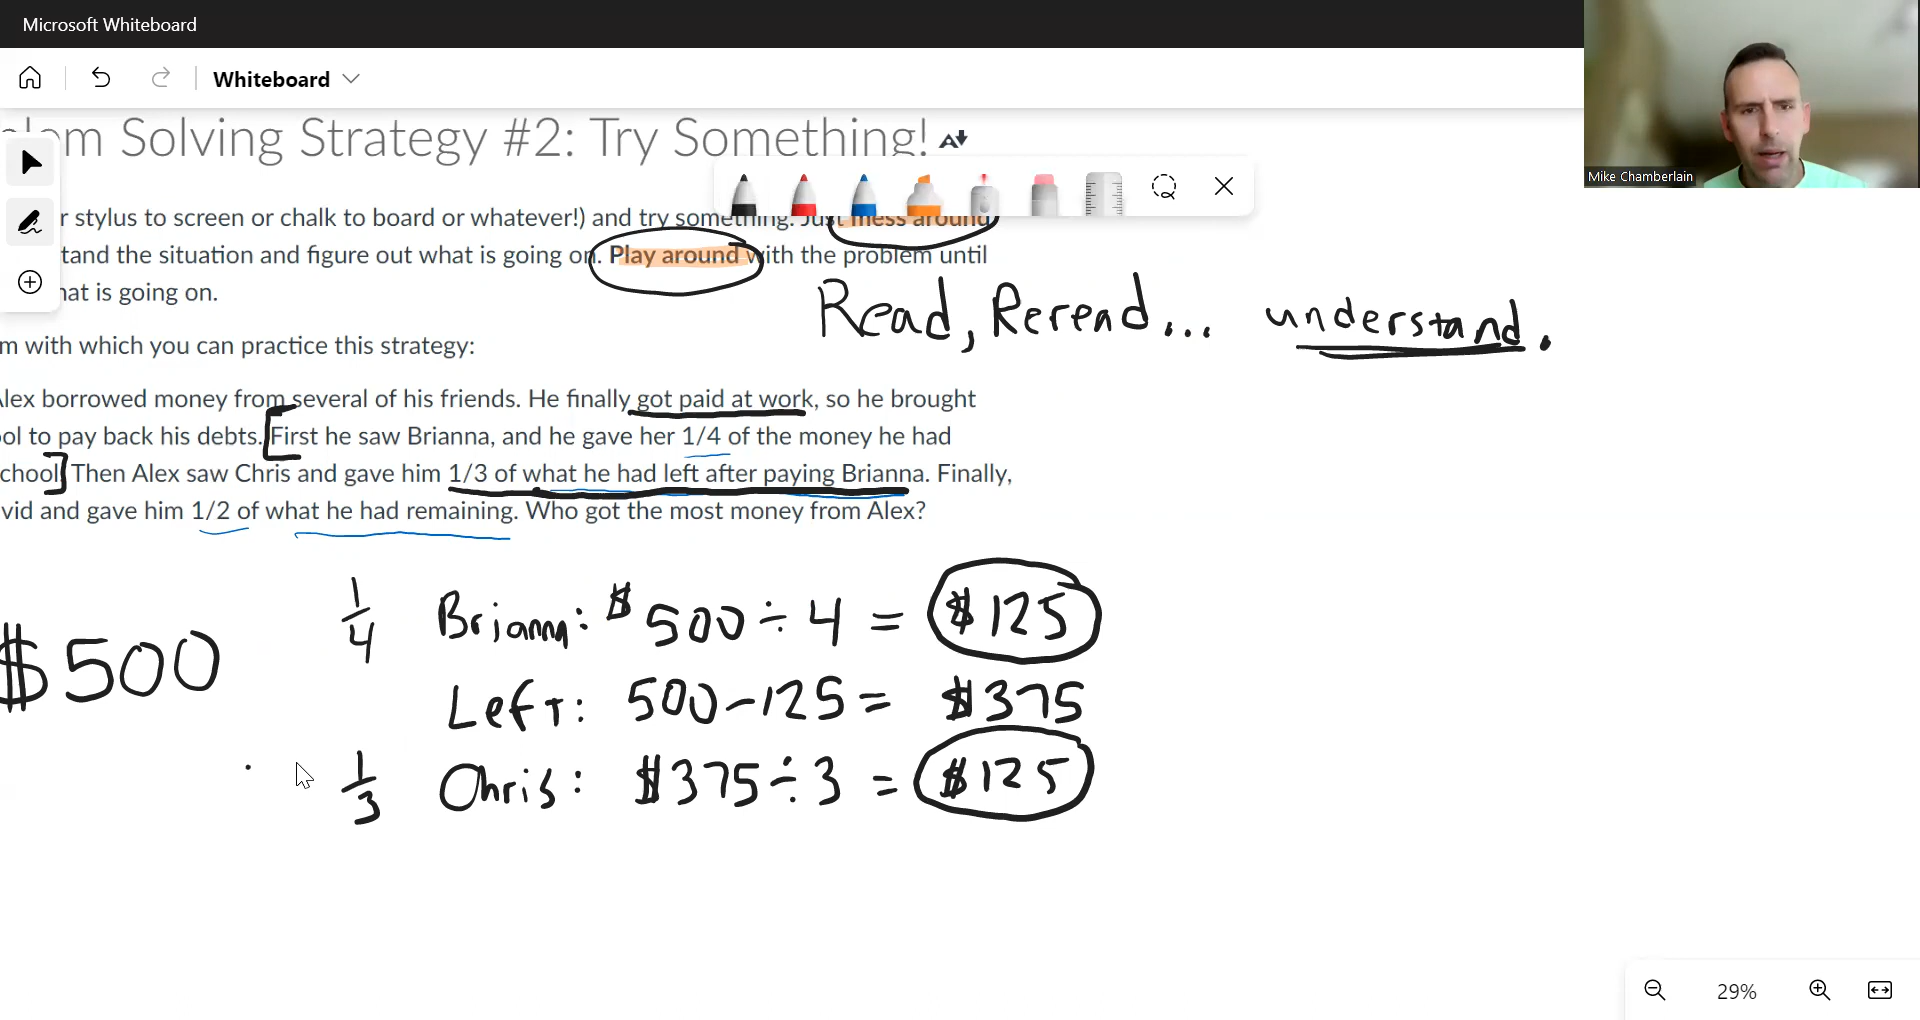 Microsoft Whiteboard
Whiteboard
Mike Chamberlain
lem Solving Strategy #2: Try Something!
r stylus to screen or chalk to board or whatever!) and try something. Just mess around
tand the situation and figure out what is going on. Play around with the problem until
hat is going on.
Read, Reread... understand.
m with which you can practice this strategy:
Alex borrowed money from several of his friends. He finally got paid at work, so he brought
ol to pay back his debts. [First he saw Brianna, and he gave her 1/4 of the money he had
chool.] Then Alex saw Chris and gave him 1/3 of what he had left after paying Brianna. Finally,
vid and gave him 1/2 of what he had remaining. Who got the most money from Alex?
1/4 Brianna: $500 ÷ 4 = $125
$500
Left: 500-125 = $375
1/3 Chris: $375 ÷ 3 = $125
29%